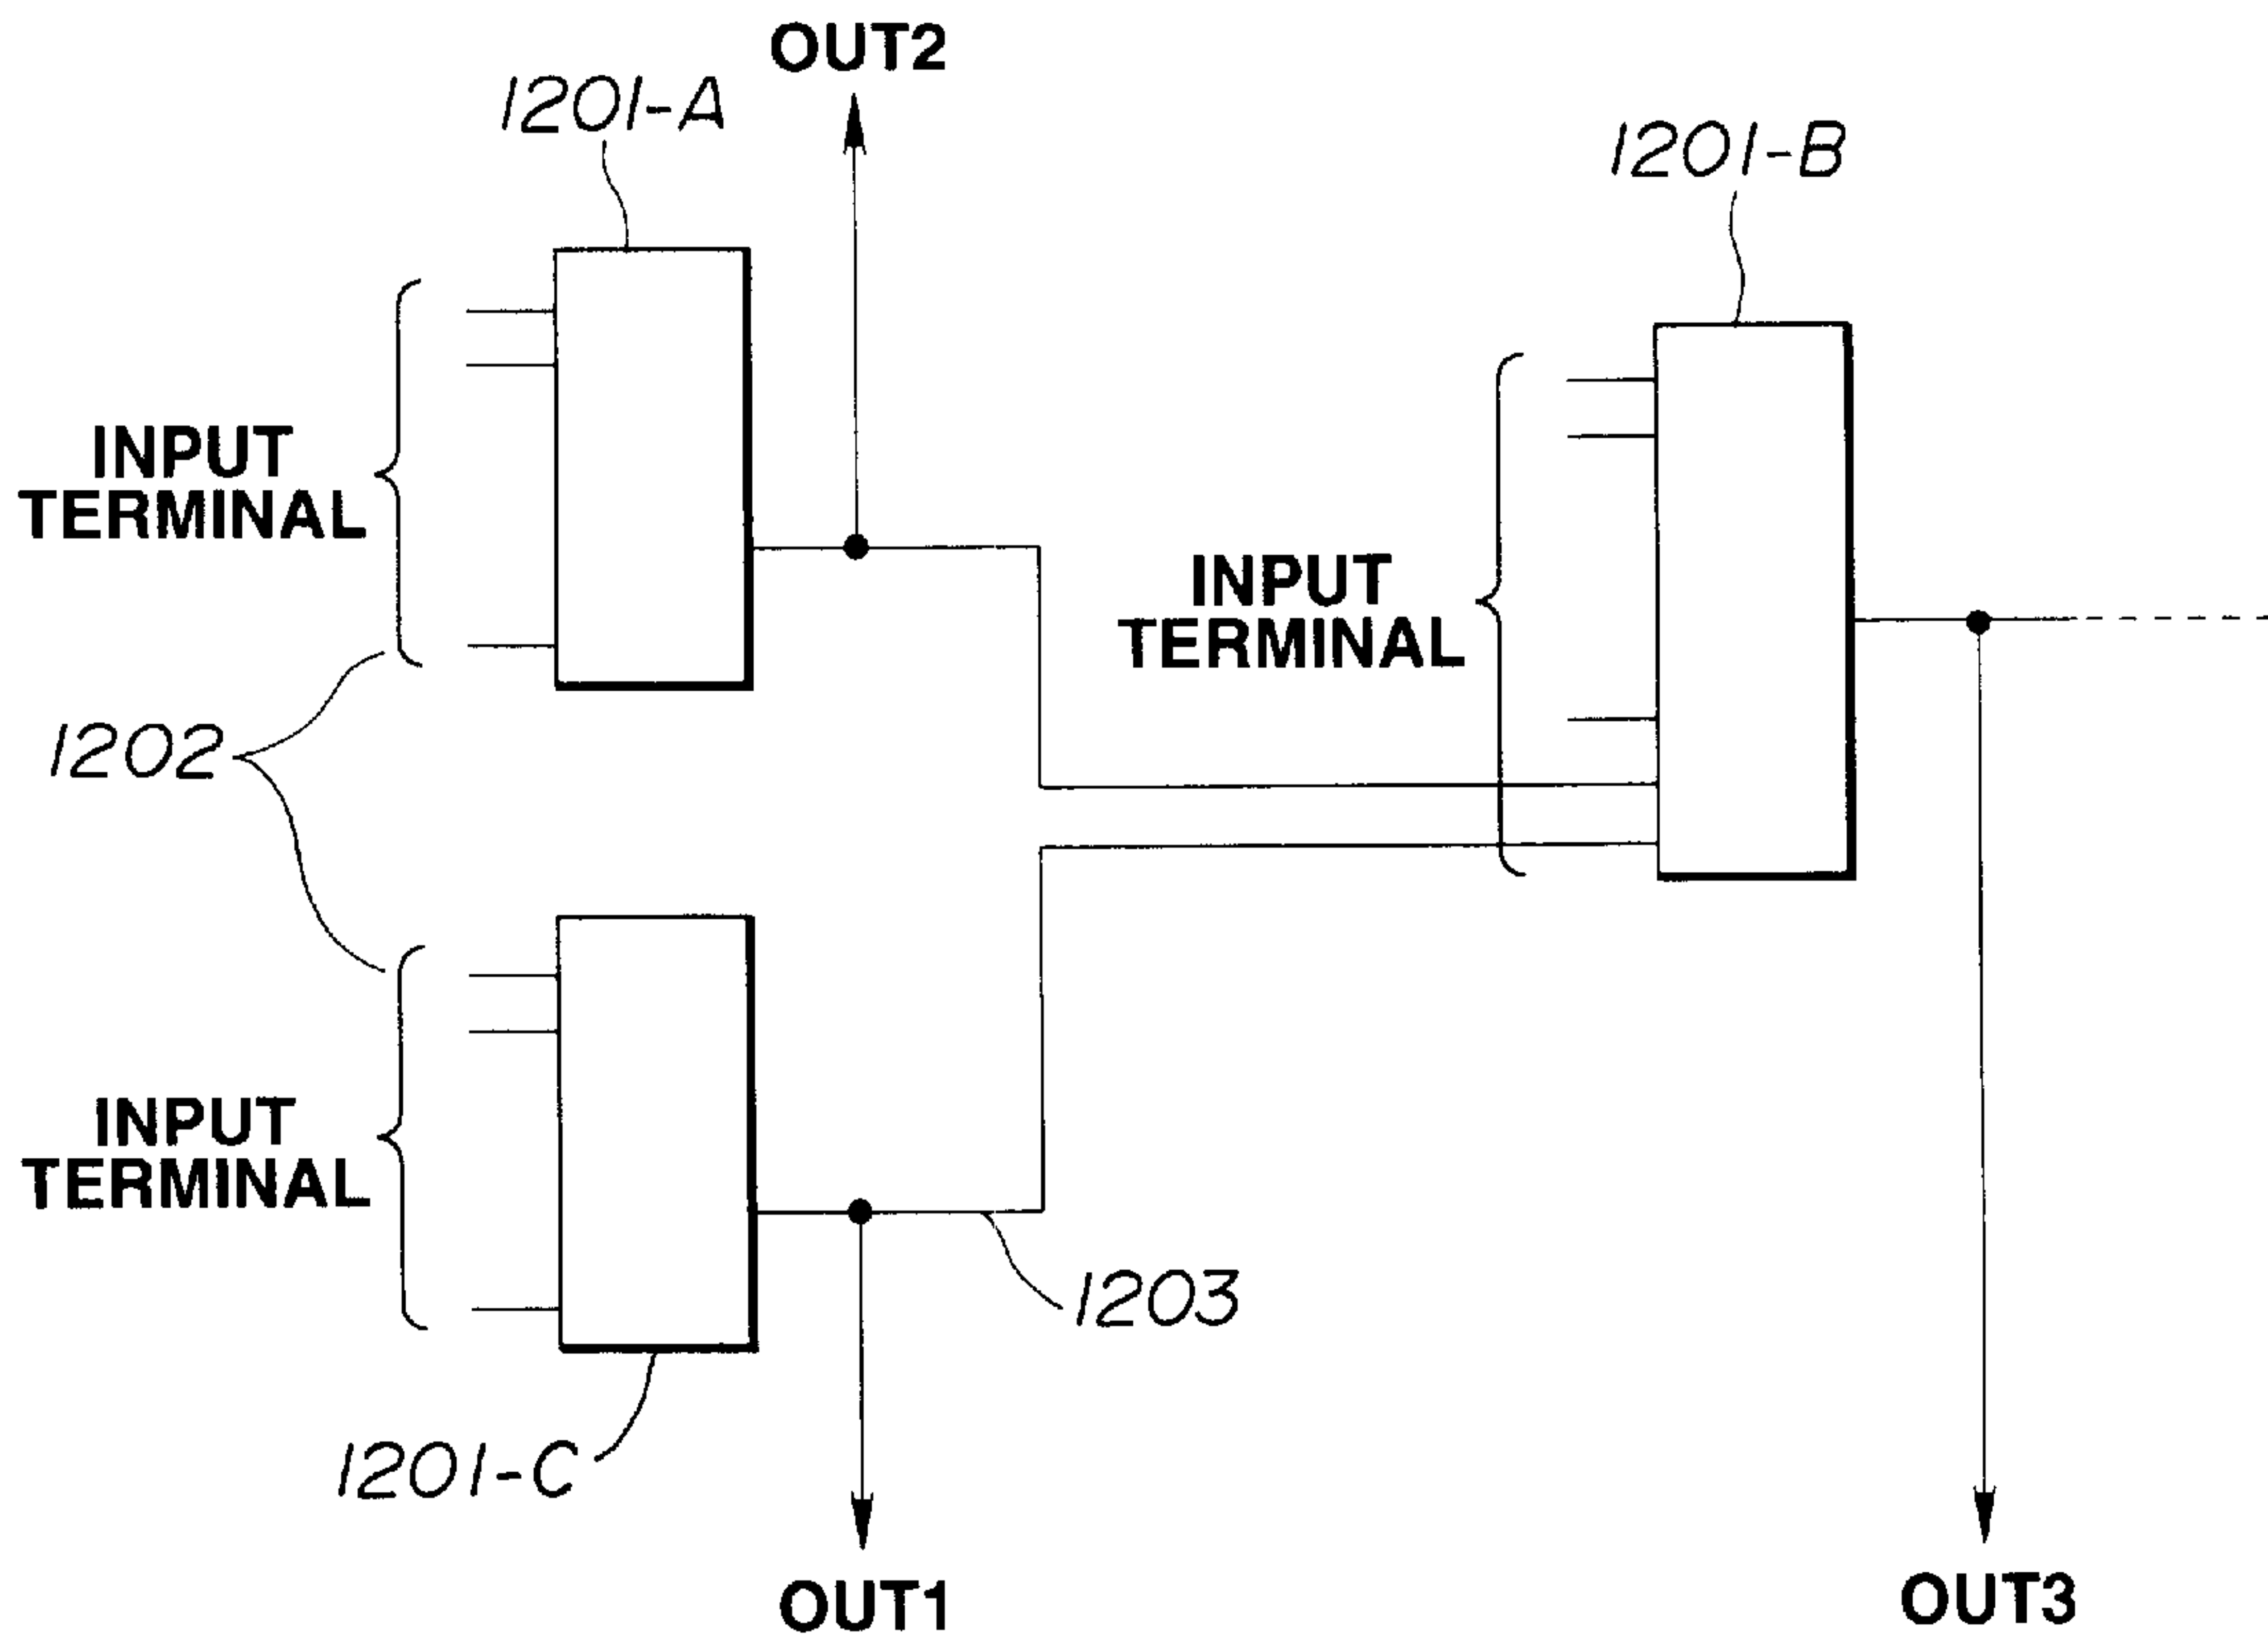 OUT2
1201-A
1201-B
INPUT
TERMINAL
INPUT
TERMINAL
1202
INPUT
TERMINAL
1203
1201-C
OUT1
OUT3